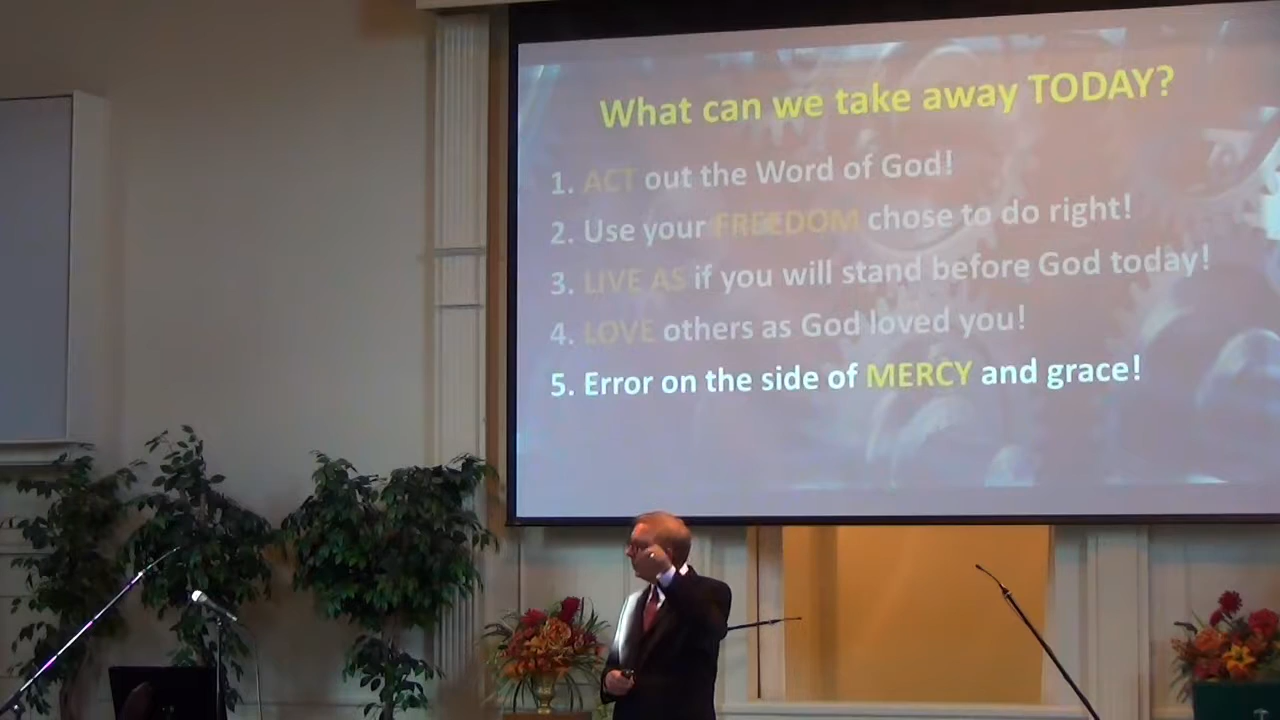 What can we take away TODAY?
1. ACT out the Word of God!
2. Use your FREEDOM chose to do right!
3. LIVE AS if you will stand before God today!
4. LOVE others as God loved you!
5. Error on the side of MERCY and grace!